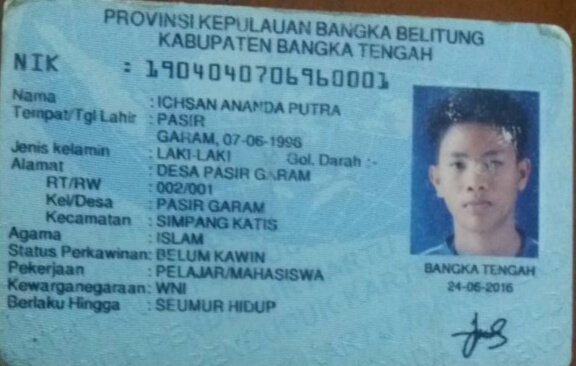 PROVINSI KEPULAUAN BANGKA BELITUNG
KABUPATEN BANGKA TENGAH
NIK : 1904040706960001
Nama : ICHSAN ANANDA PUTRA
Tempat/Tgl Lahir : PASIR
GARAM, 07-06-1996
Jenis kelamin : LAKI-LAKI Gol. Darah :-
Alamat : DESA PASIR GARAM
RT/RW : 002/001
Kel/Desa : PASIR GARAM
Kecamatan : SIMPANG KATIS
Agama : ISLAM
Status Perkawinan: BELUM KAWIN
Pekerjaan : PELAJAR/MAHASISWA
Kewarganegaraan: WNI
Berlaku Hingga : SEUMUR HIDUP
BANGKA TENGAH
24-06-2016